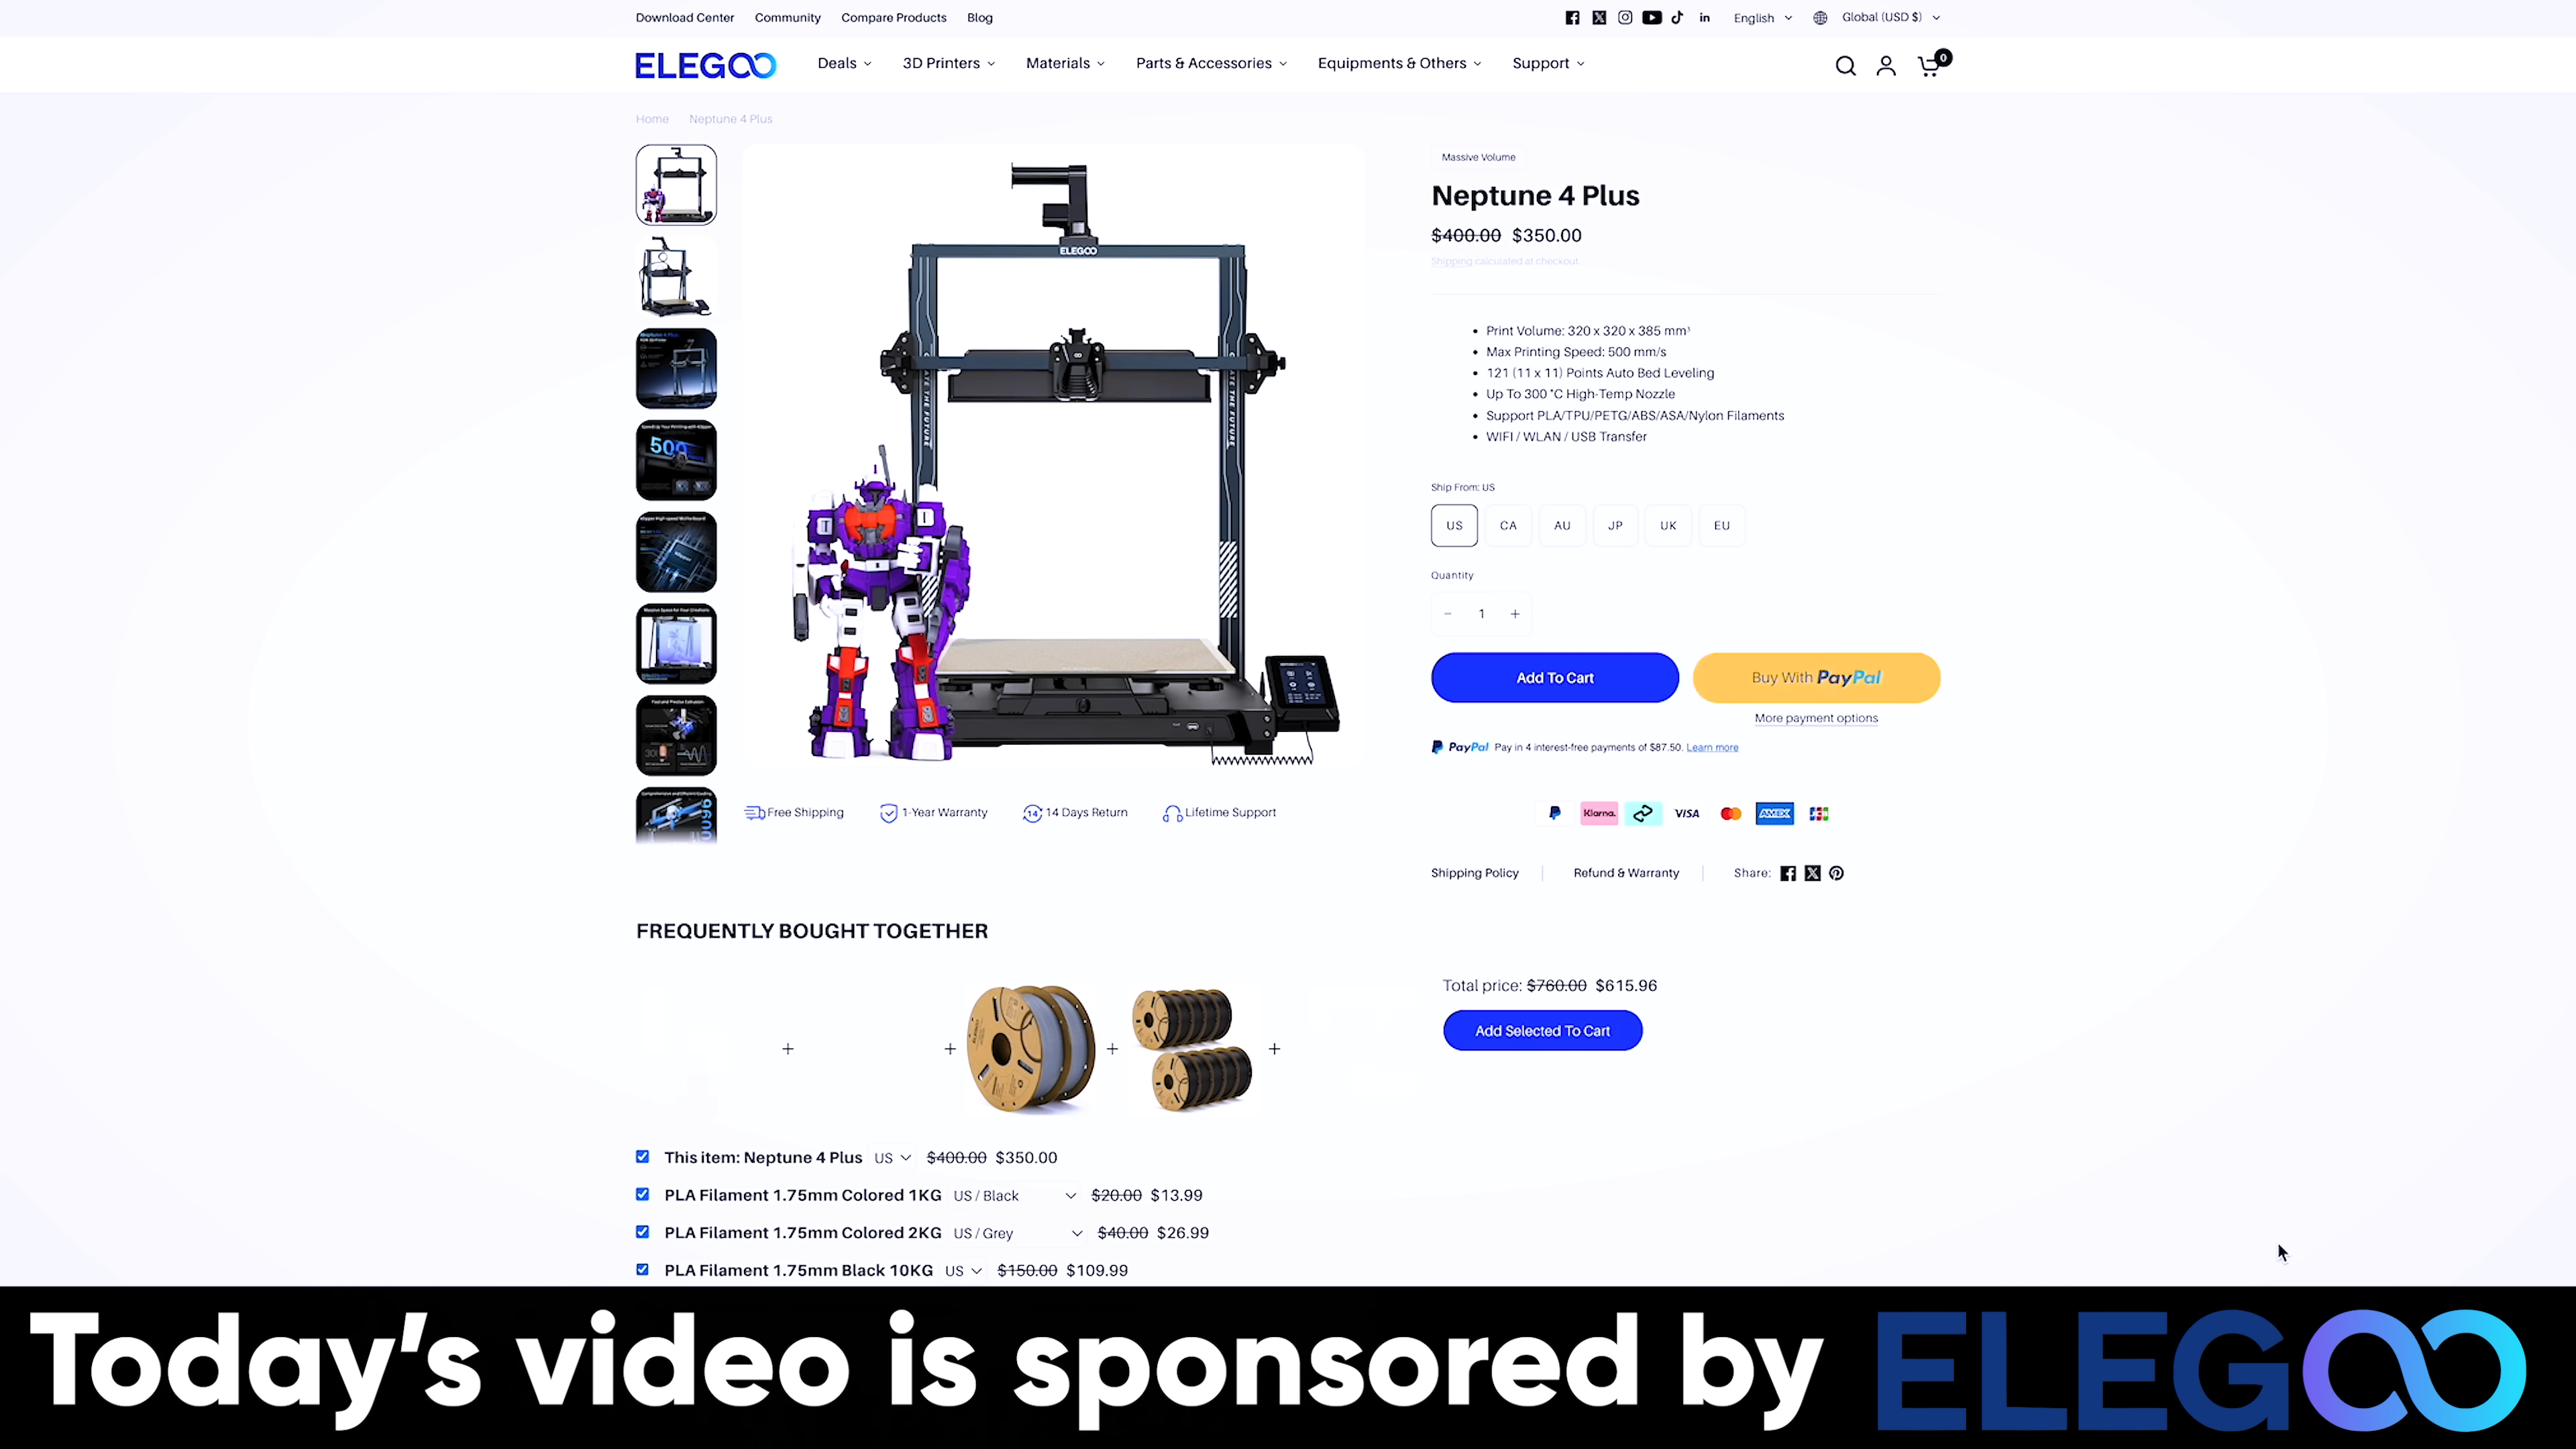 Download Center Community Compare Products Blog English Global (USD $)
ELEGOO Deals 3D Printers Materials Parts & Accessories Equipments & Others Support 0
Home Neptune 4 Plus
Massive Volume
Neptune 4 Plus
$400.00 $350.00
Shipping calculated at checkout.
Print Volume: 320 x 320 x 385 mm³
Max Printing Speed: 500 mm/s
121 (11 x 11) Points Auto Bed Leveling
Up To 300 °C High-Temp Nozzle
Support PLA/TPU/PETG/ABS/ASA/Nylon Filaments
WIFI / WLAN / USB Transfer
Ship From: US
US CA AU JP UK EU
Quantity
− 1 +
Add To Cart Buy With PayPal
More payment options
PayPal Pay in 4 interest-free payments of $87.50. Learn more
Klarna. VISA AMEX JCB
Shipping Policy Refund & Warranty Share:
ELEGOO
500
Free Shipping 1-Year Warranty 14 14 Days Return Lifetime Support
FREQUENTLY BOUGHT TOGETHER
+ + + +
Total price: $760.00 $615.96
Add Selected To Cart
This item: Neptune 4 Plus US $400.00 $350.00
PLA Filament 1.75mm Colored 1KG US / Black $20.00 $13.99
PLA Filament 1.75mm Colored 2KG US / Grey $40.00 $26.99
PLA Filament 1.75mm Black 10KG US $150.00 $109.99
Today's video is sponsored by ELEGOO